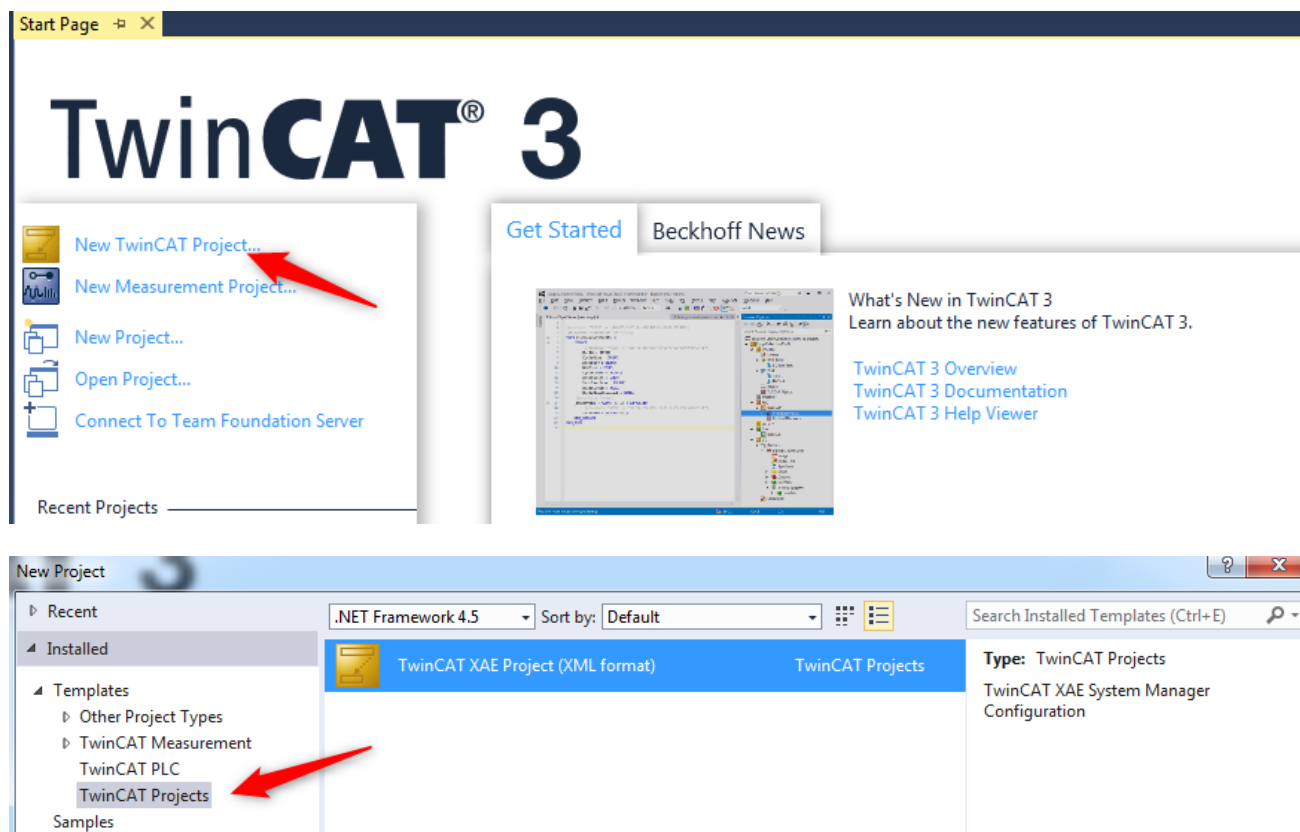 Start Page
TwinCAT® 3
New TwinCAT Project...
New Measurement Project...
New Project...
Open Project...
Connect To Team Foundation Server
Recent Projects
Get Started
Beckhoff News
What's New in TwinCAT 3
Learn about the new features of TwinCAT 3.
TwinCAT 3 Overview
TwinCAT 3 Documentation
TwinCAT 3 Help Viewer
New Project
Recent
Installed
Templates
Other Project Types
TwinCAT Measurement
TwinCAT PLC
TwinCAT Projects
Samples
.NET Framework 4.5
Sort by: Default
TwinCAT XAE Project (XML format)
TwinCAT Projects
Search Installed Templates (Ctrl+E)
Type: TwinCAT Projects
TwinCAT XAE System Manager
Configuration